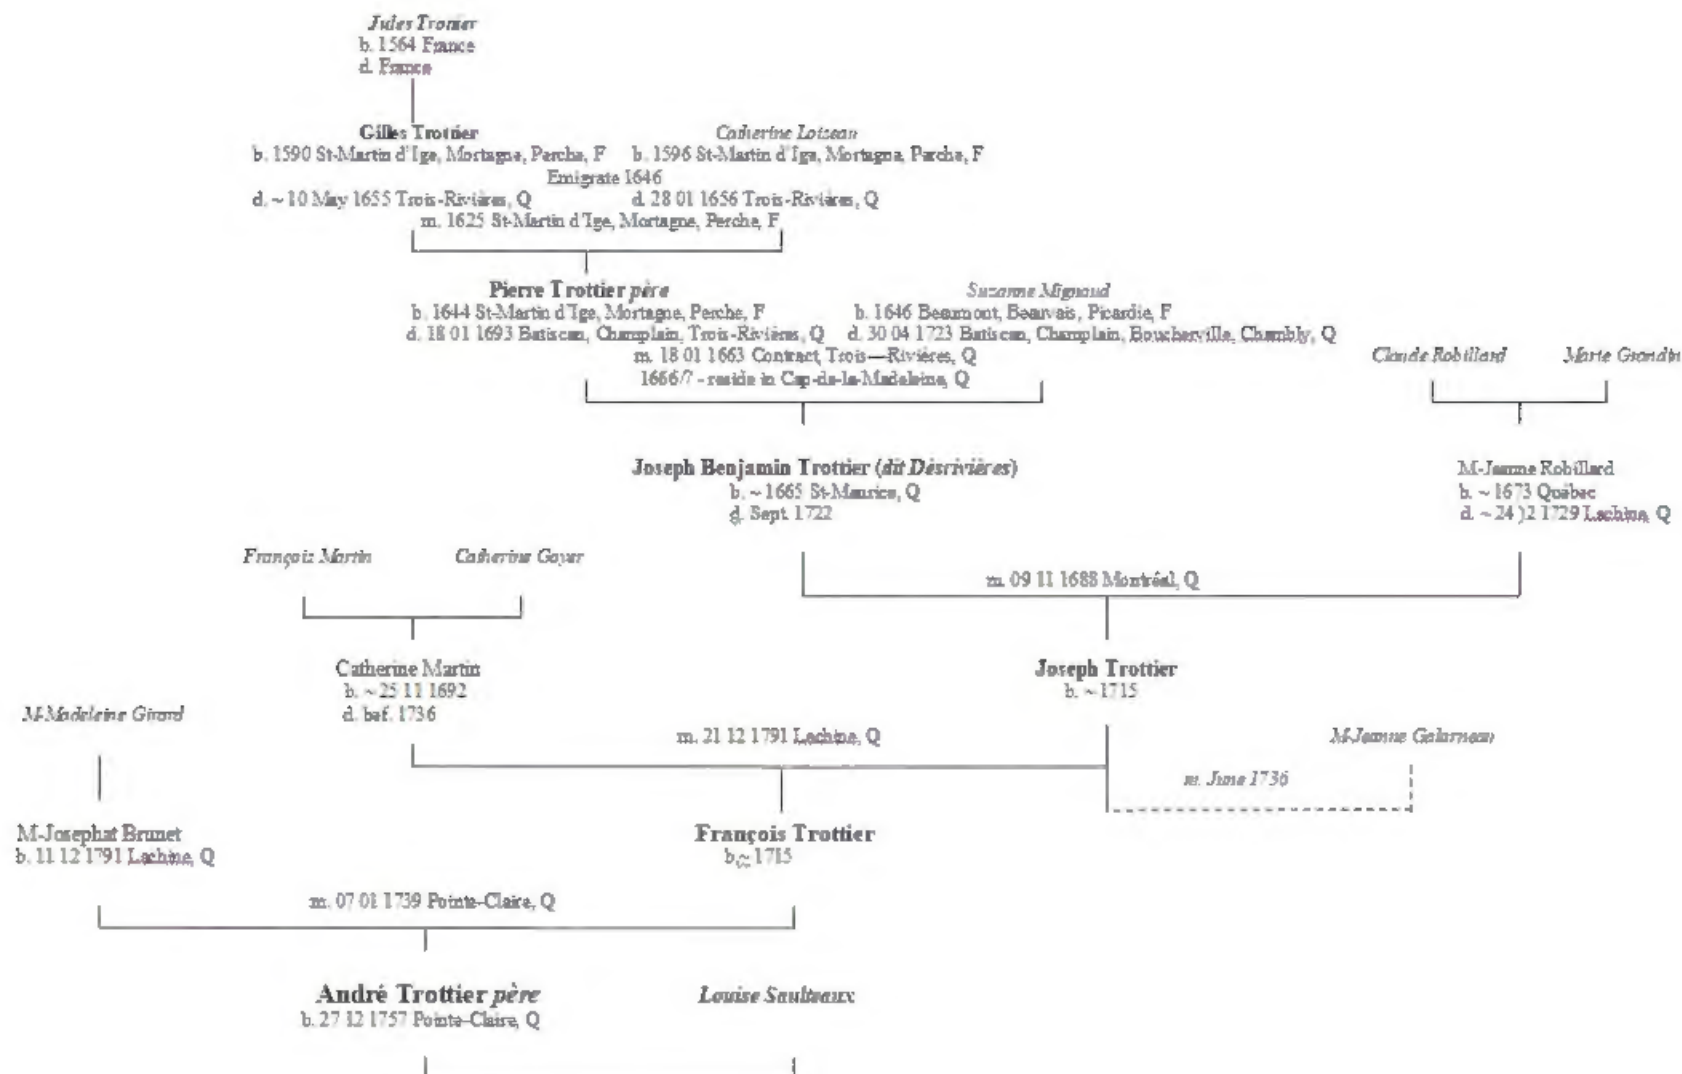 Jules Trottier
b. 1564 France
d. France
Gilles Trottier
b. 1590 St-Martin d'Ige, Mortagne, Perche, F
Catherine Loiseau
b. 1596 St-Martin d'Ige, Mortagne, Perche, F
Emigrate 1646
d. ~ 10 May 1655 Trois-Rivières, Q
d. 28 01 1656 Trois-Rivières, Q
m. 1625 St-Martin d'Ige, Mortagne, Perche, F
Pierre Trottier père
b. 1644 St-Martin d'Ige, Mortagne, Perche, F
d. 18 01 1693 Batiscan, Champlain, Trois-Rivières, Q
Suzanne Migaud
b. 1646 Beaumont, Beauvais, Picardie, F
d. 30 04 1723 Batiscan, Champlain, Boucherville, Chambly, Q
m. 18 01 1663 Contract, Trois—Rivières, Q
1666/7 - reside in Cap-de-la-Madeleine, Q
Claude Robillard
Marie Grandin
Joseph Benjamin Trottier (dit Désrivières)
b. ~ 1665 St-Maurice, Q
d. Sept. 1722
M-Jeanne Robillard
b. ~ 1673 Québec
d. ~ 24 )2 1729 Lachine, Q
m. 09 11 1688 Montréal, Q
François Martin
Catherine Goyer
Catherine Martin
b. ~ 25 11 1692
d. bef. 1736
Joseph Trottier
b. ~ 1715
m. 21 12 1791 Lachine, Q
M-Jeanne Galarneau
m. June 1736
M-Madeleine Girard
M-Josephat Brunet
b. 11 12 1791 Lachine, Q
François Trottier
b. ~ 1715
m. 07 01 1739 Pointe-Claire, Q
André Trottier père
b. 27 12 1757 Pointe-Claire, Q
Louise Saulteaux